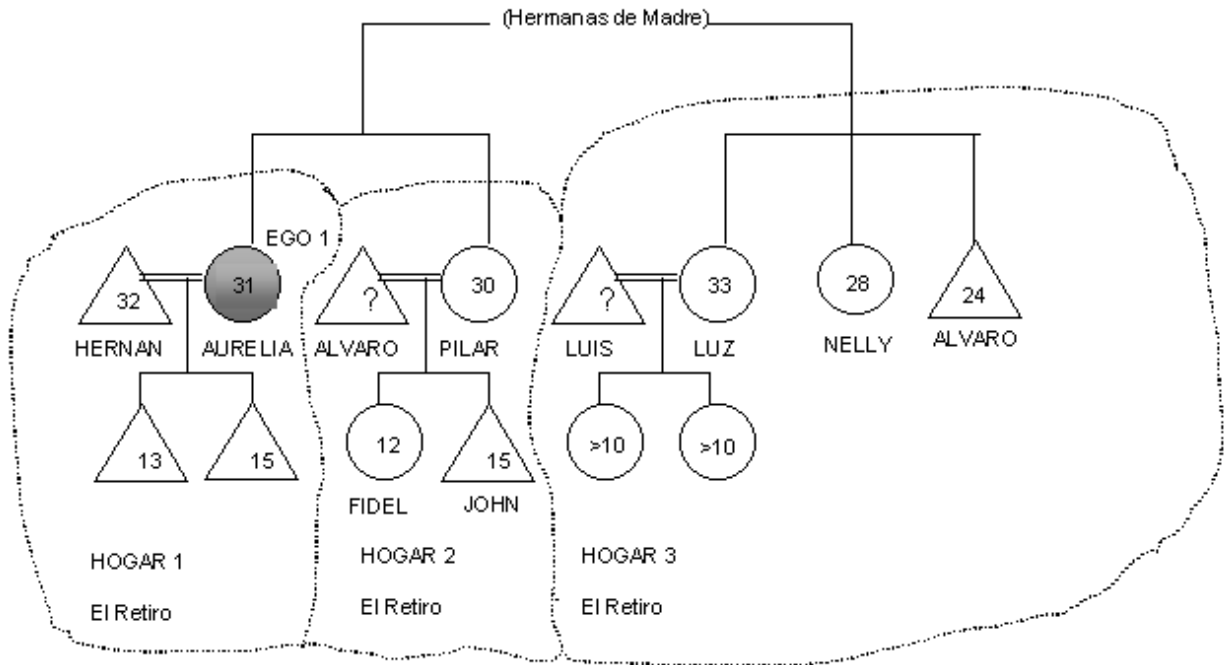 (Hermanas de Madre)
EGO 1
32
31
?
30
?
33
28
24
HERNAN
AURELIA
ALVARO
PILAR
LUIS
LUZ
NELLY
ALVARO
13
15
12
15
>10
>10
FIDEL
JOHN
HOGAR 1
HOGAR 2
HOGAR 3
El Retiro
El Retiro
El Retiro